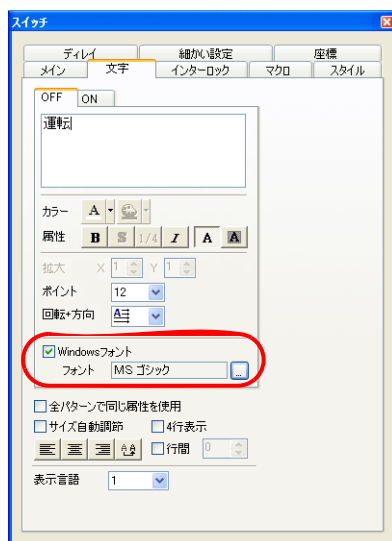 スイッチ
ディレイ 細かい設定 座標
メイン 文字 インターロック マクロ スタイル
OFF ON
運転
カラー A
属性 B S 1/4 I A A
拡大 X 1 Y 1
ポイント 12
回転+方向 A
✓ Windowsフォント
フォント MS ゴシック ...
全パターンで同じ属性を使用
サイズ自動調節 4行表示
行間 0
表示言語 1